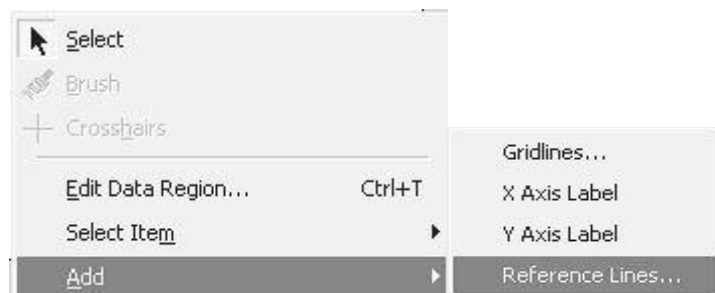 Select
Brush
Crosshairs
Edit Data Region... Ctrl+T
Select Item
Add
Gridlines...
X Axis Label
Y Axis Label
Reference Lines...